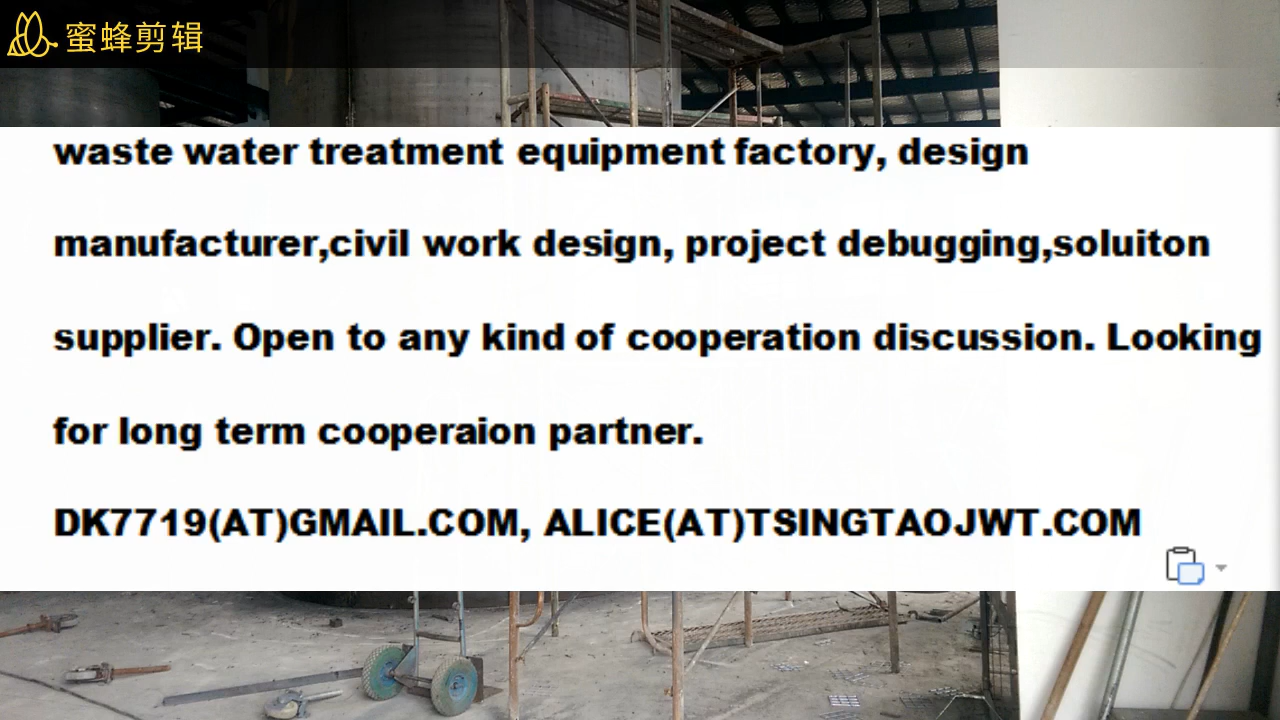 蜜蜂剪辑
waste water treatment equipment factory, design
manufacturer,civil work design, project debugging,soluiton
supplier. Open to any kind of cooperation discussion. Looking
for long term cooperaion partner.
DK7719(AT)GMAIL.COM, ALICE(AT)TSINGTAOJWT.COM